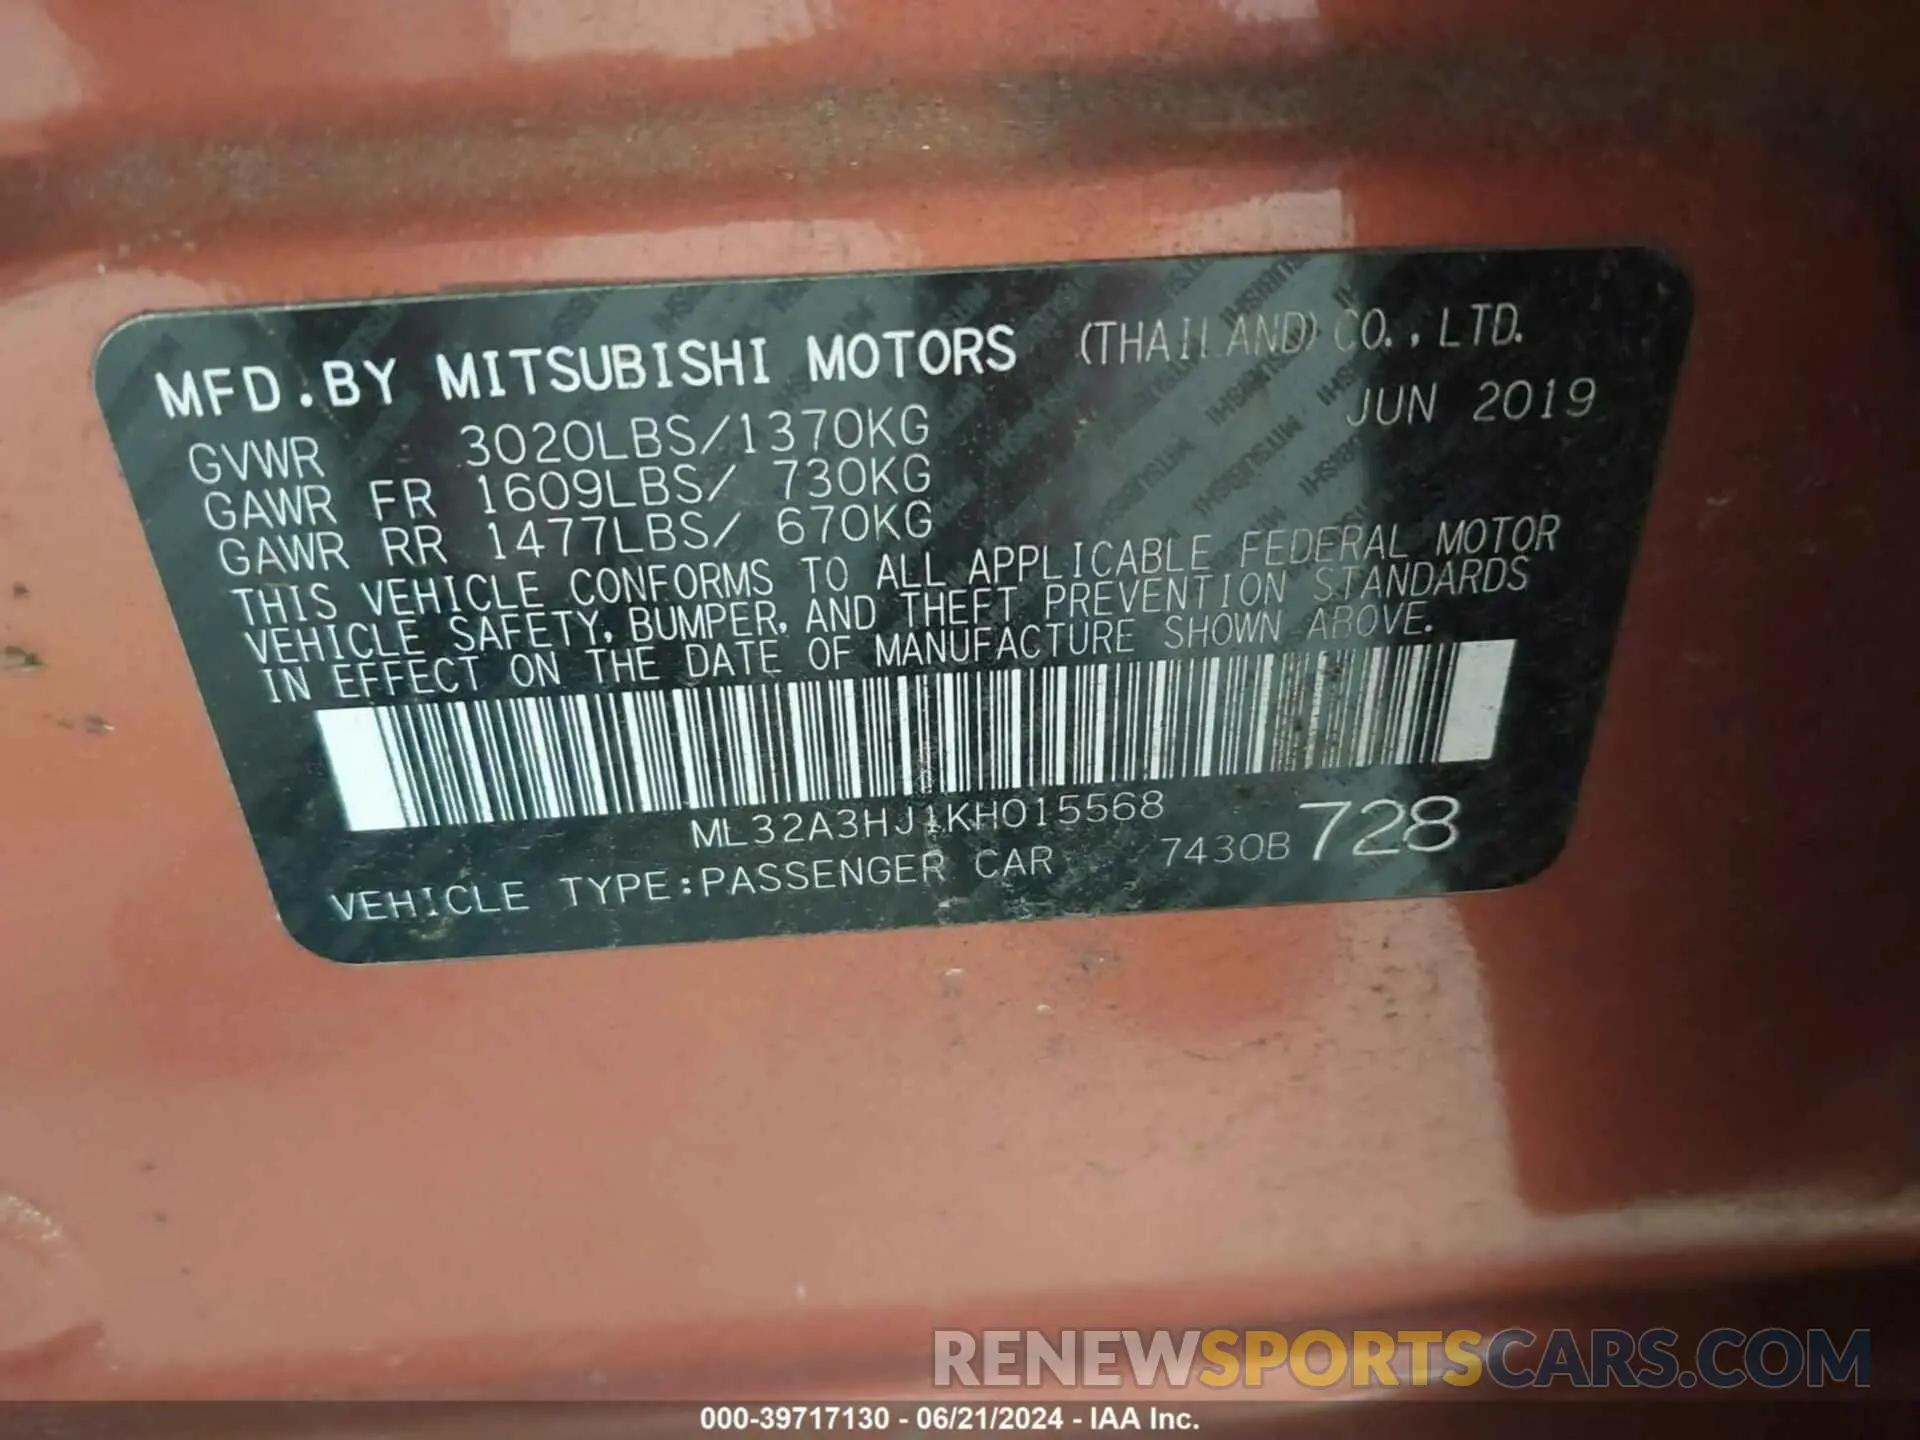 MFD.BY MITSUBISHI MOTORS (THAILAND) CO., LTD.
JUN 2019
GVWR 3020LBS/1370KG
GAWR FR 1609LBS/ 730KG
GAWR RR 1477LBS/ 670KG
THIS VEHICLE CONFORMS TO ALL APPLICABLE FEDERAL MOTOR
VEHICLE SAFETY, BUMPER, AND THEFT PREVENTION STANDARDS
IN EFFECT ON THE DATE OF MANUFACTURE SHOWN ABOVE.
ML32A3HJ1KH015568
VEHICLE TYPE:PASSENGER CAR 7430B 728
RENEWSPORTSCARS.COM
000-39717130 - 06/21/2024 - IAA Inc.